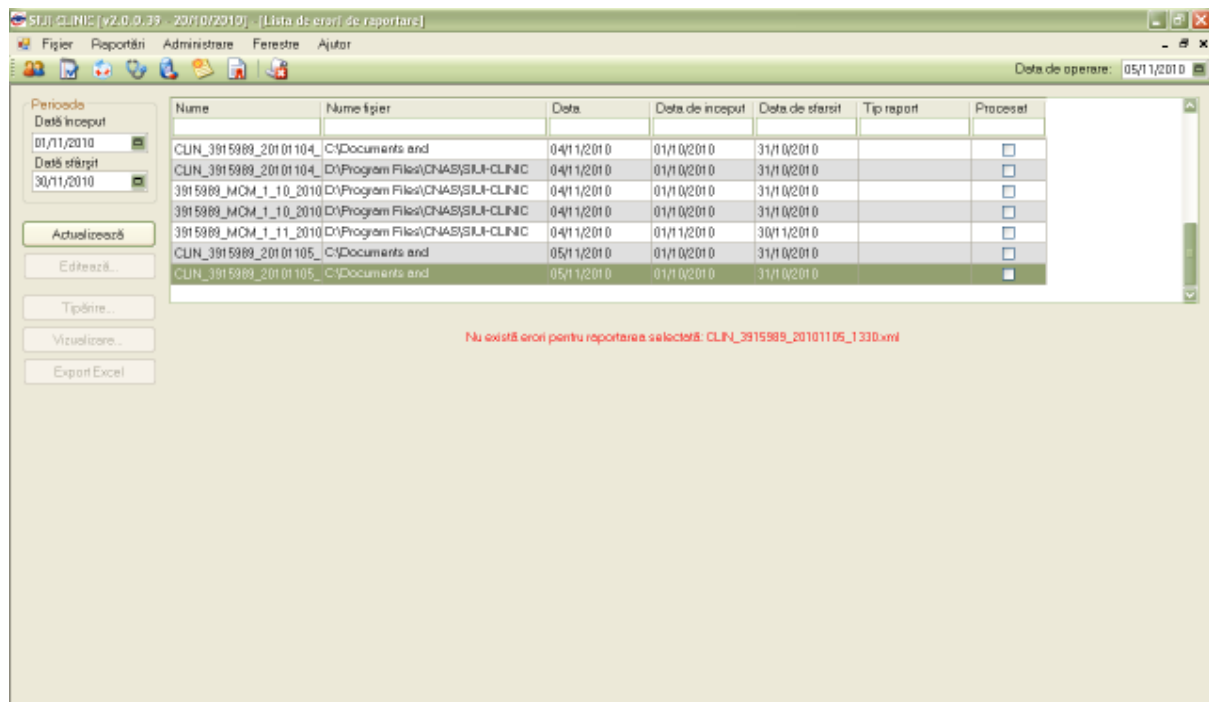 SIUI CLINIC [v2.0.0.39 - 20/10/2010] - [Lista de erori de raportare]
Fișier Raportări Administrare Ferestre Ajutor
Data de operare: 05/11/2010
Perioada
Dată început
01/11/2010
Dată sfârșit
30/11/2010
Actualizează
Editează...
Tipărire...
Vizualizare...
Export Excel
Nume Nume fișier Data Data de inceput Data de sfarsit Tip raport Procesat
CLIN_3915989_20101104_ C:\Documents and 04/11/2010 01/10/2010 31/10/2010
CLIN_3915989_20101104_ D:\Program Files\CNAS\SIUI-CLINIC 04/11/2010 01/10/2010 31/10/2010
3915989_MCM_1_10_2010 D:\Program Files\CNAS\SIUI-CLINIC 04/11/2010 01/10/2010 31/10/2010
3915989_MCM_1_10_2010 D:\Program Files\CNAS\SIUI-CLINIC 04/11/2010 01/10/2010 31/10/2010
3915989_MCM_1_11_2010 D:\Program Files\CNAS\SIUI-CLINIC 04/11/2010 01/11/2010 30/11/2010
CLIN_3915989_20101105_ C:\Documents and 05/11/2010 01/10/2010 31/10/2010
CLIN_3915989_20101105_ C:\Documents and 05/11/2010 01/10/2010 31/10/2010
Nu există erori pentru raportarea selectată: CLIN_3915989_20101105_1330.xml